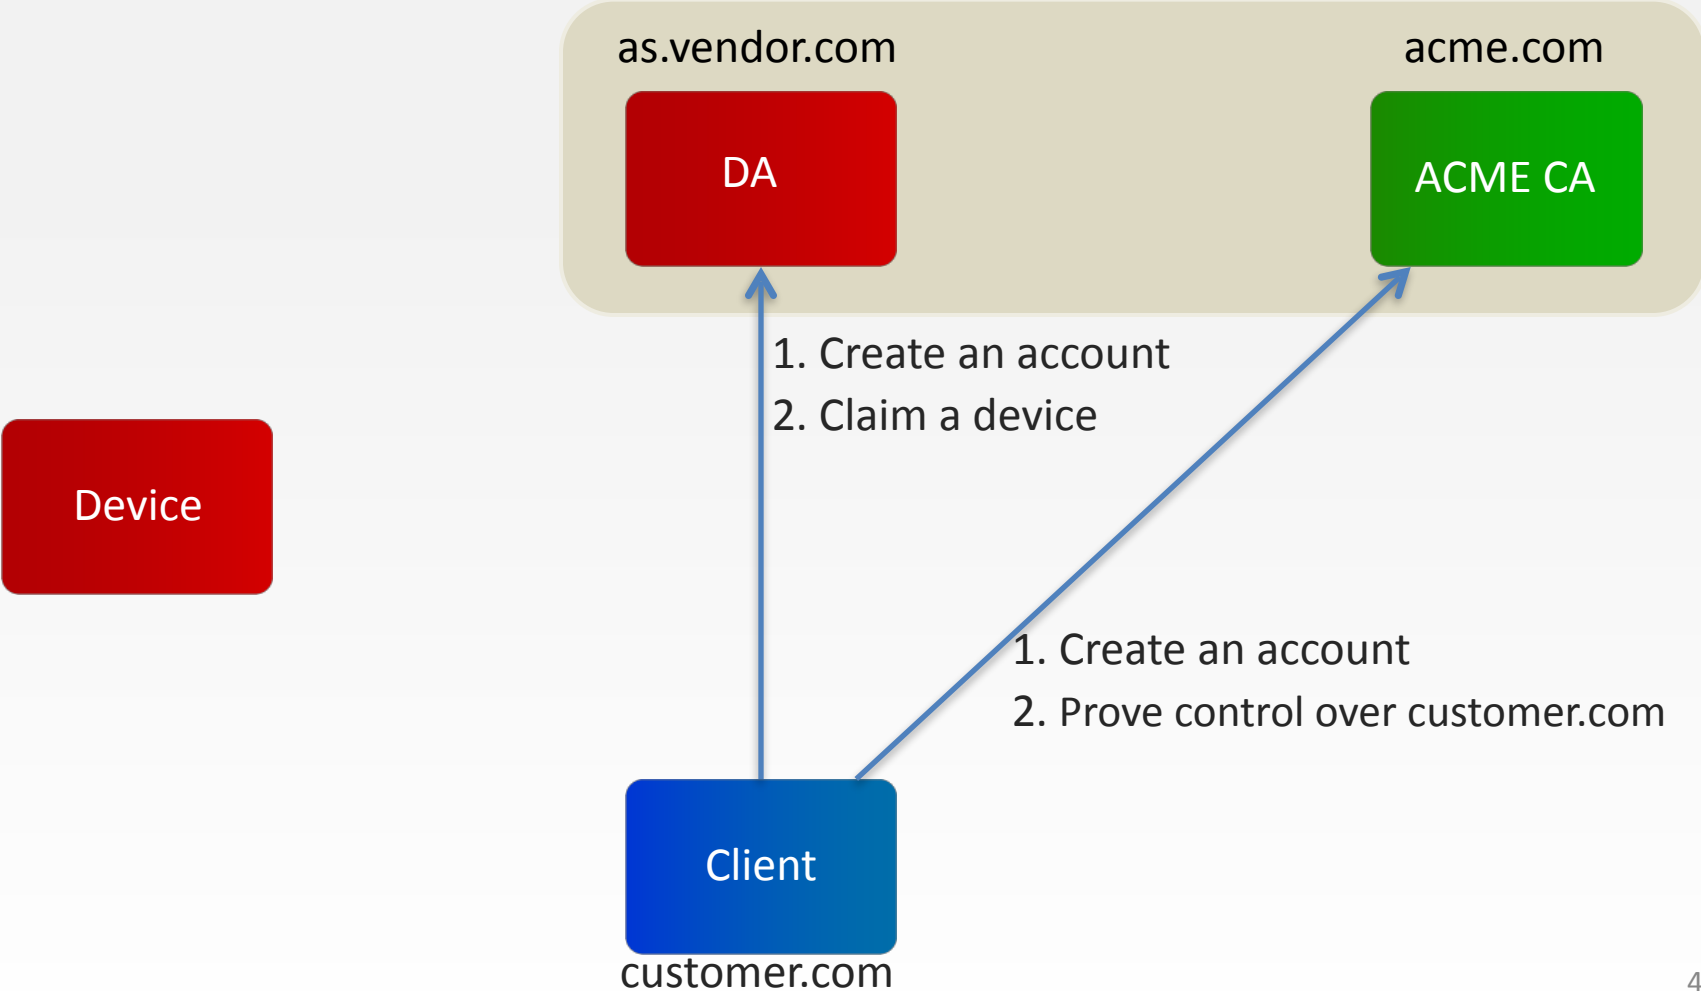 as.vendor.com
acme.com
DA
ACME CA
1. Create an account
2. Claim a device
Device
1. Create an account
2. Prove control over customer.com
Client
customer.com
4